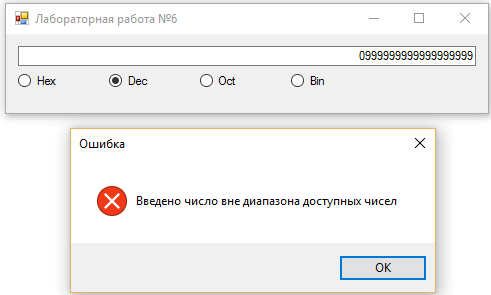 Лабораторная работа №6
0999999999999999999
Hex Dec Oct Bin
Ошибка
Введено число вне диапазона доступных чисел
OK